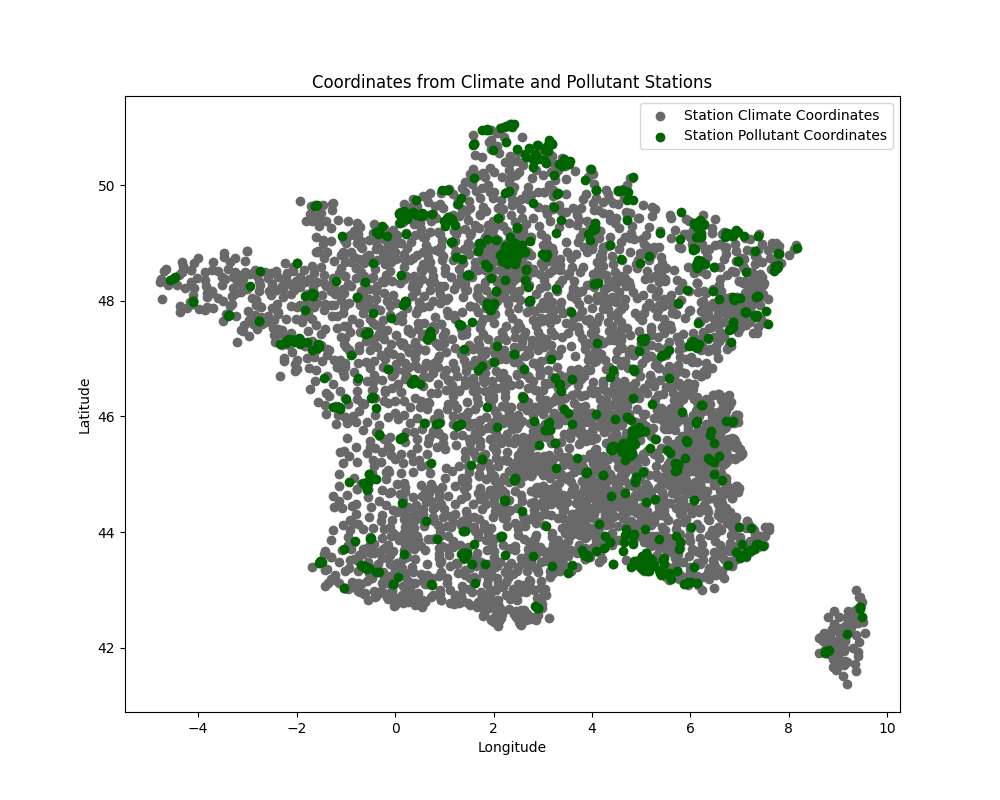 Coordinates from Climate and Pollutant Stations
Station Climate Coordinates
Station Pollutant Coordinates
50
48
46
44
42
Latitude
−4
−2
0
2
4
6
8
10
Longitude